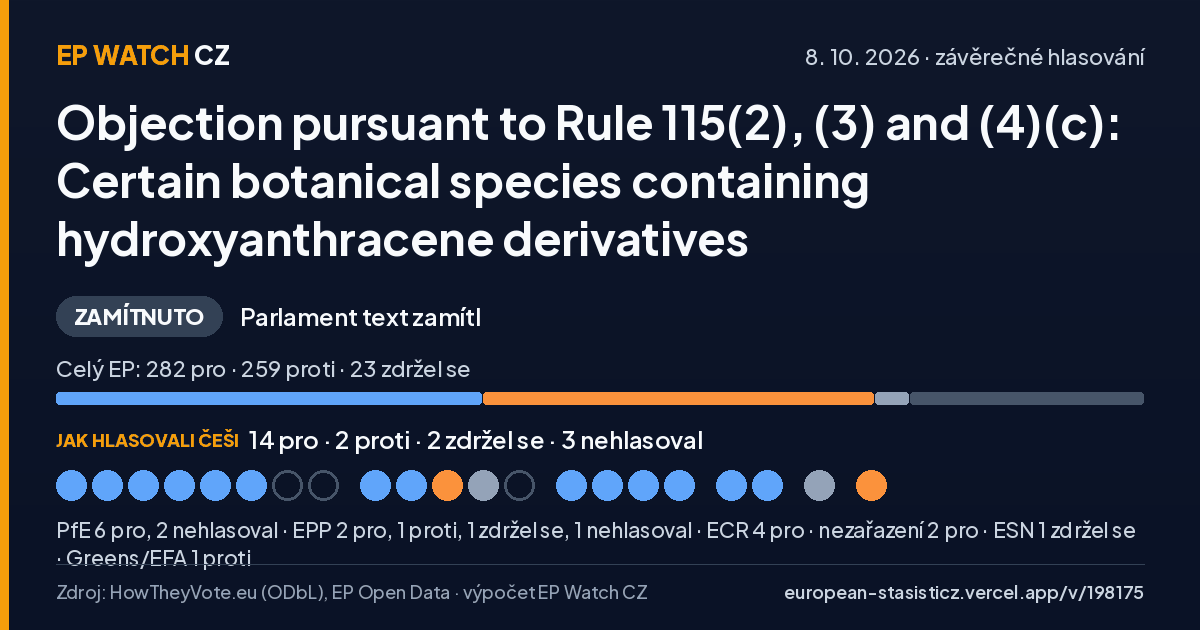 EP WATCH CZ
8. 10. 2026 · závěrečné hlasování
Objection pursuant to Rule 115(2), (3) and (4)(c):
Certain botanical species containing
hydroxyanthracene derivatives
ZAMÍTNUTO Parlament text zamítl
Celý EP: 282 pro · 259 proti · 23 zdržel se
JAK HLASOVALI ČEŠI 14 pro · 2 proti · 2 zdržel se · 3 nehlasoval
PfE 6 pro, 2 nehlasoval · EPP 2 pro, 1 proti, 1 zdržel se, 1 nehlasoval · ECR 4 pro · nezařazení 2 pro · ESN 1 zdržel se
· Greens/EFA 1 proti
Zdroj: HowTheyVote.eu (ODbL), EP Open Data · výpočet EP Watch CZ
european-stasisticz.vercel.app/v/198175